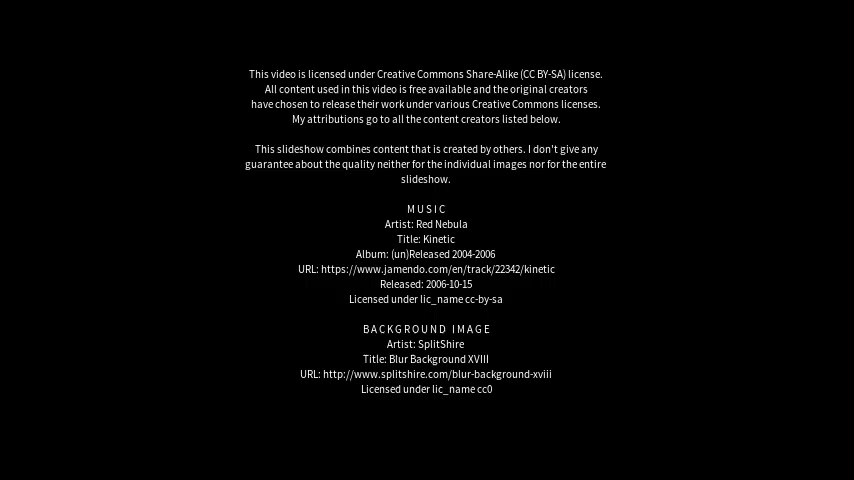 This video is licensed under Creative Commons Share-Alike (CC BY-SA) license.
All content used in this video is free available and the original creators
have chosen to release their work under various Creative Commons licenses.
My attributions go to all the content creators listed below.
This slideshow combines content that is created by others. I don't give any
guarantee about the quality neither for the individual images nor for the entire
slideshow.
MUSIC
Artist: Red Nebula
Title: Kinetic
Album: (un)Released 2004-2006
URL: https://www.jamendo.com/en/track/22342/kinetic
Released: 2006-10-15
Licensed under lic_name cc-by-sa
BACKGROUND IMAGE
Artist: SplitShire
Title: Blur Background XVIII
URL: http://www.splitshire.com/blur-background-xviii
Licensed under lic_name cc0